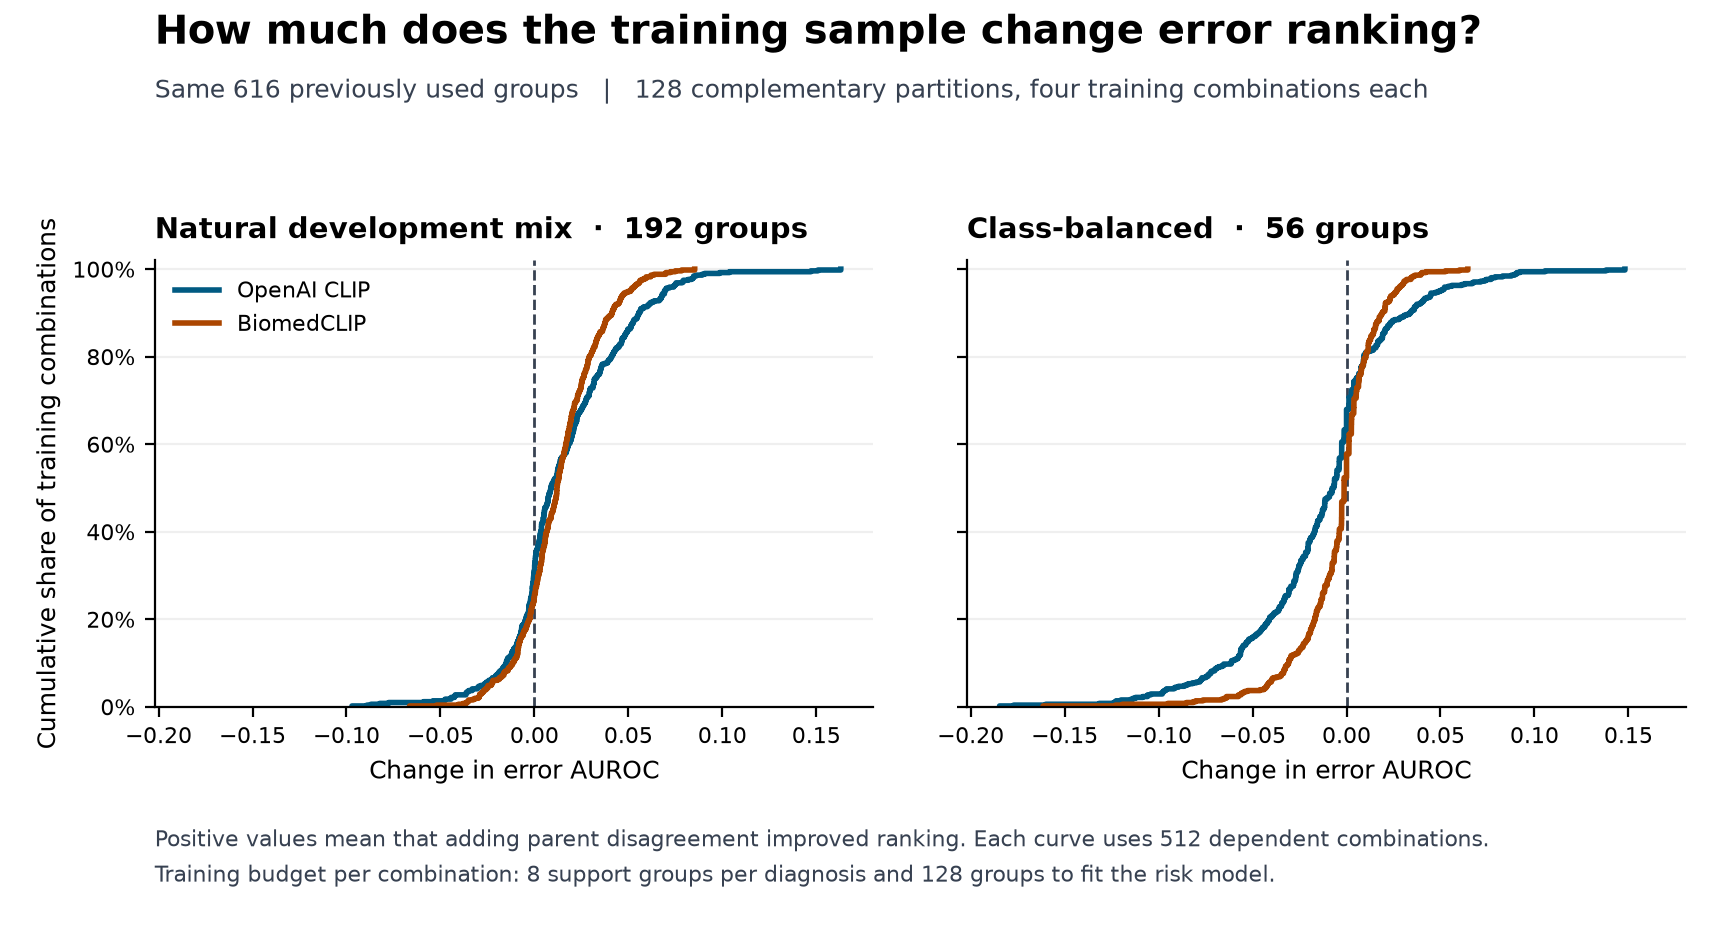 How much does the training sample change error ranking?
Same 616 previously used groups | 128 complementary partitions, four training combinations each
Natural development mix · 192 groups
Cumulative share of training combinations
100%
80%
60%
40%
20%
0%
OpenAI CLIP
BiomedCLIP
−0.20 −0.15 −0.10 −0.05 0.00 0.05 0.10 0.15
Change in error AUROC
Class-balanced · 56 groups
−0.20 −0.15 −0.10 −0.05 0.00 0.05 0.10 0.15
Change in error AUROC
Positive values mean that adding parent disagreement improved ranking. Each curve uses 512 dependent combinations.
Training budget per combination: 8 support groups per diagnosis and 128 groups to fit the risk model.